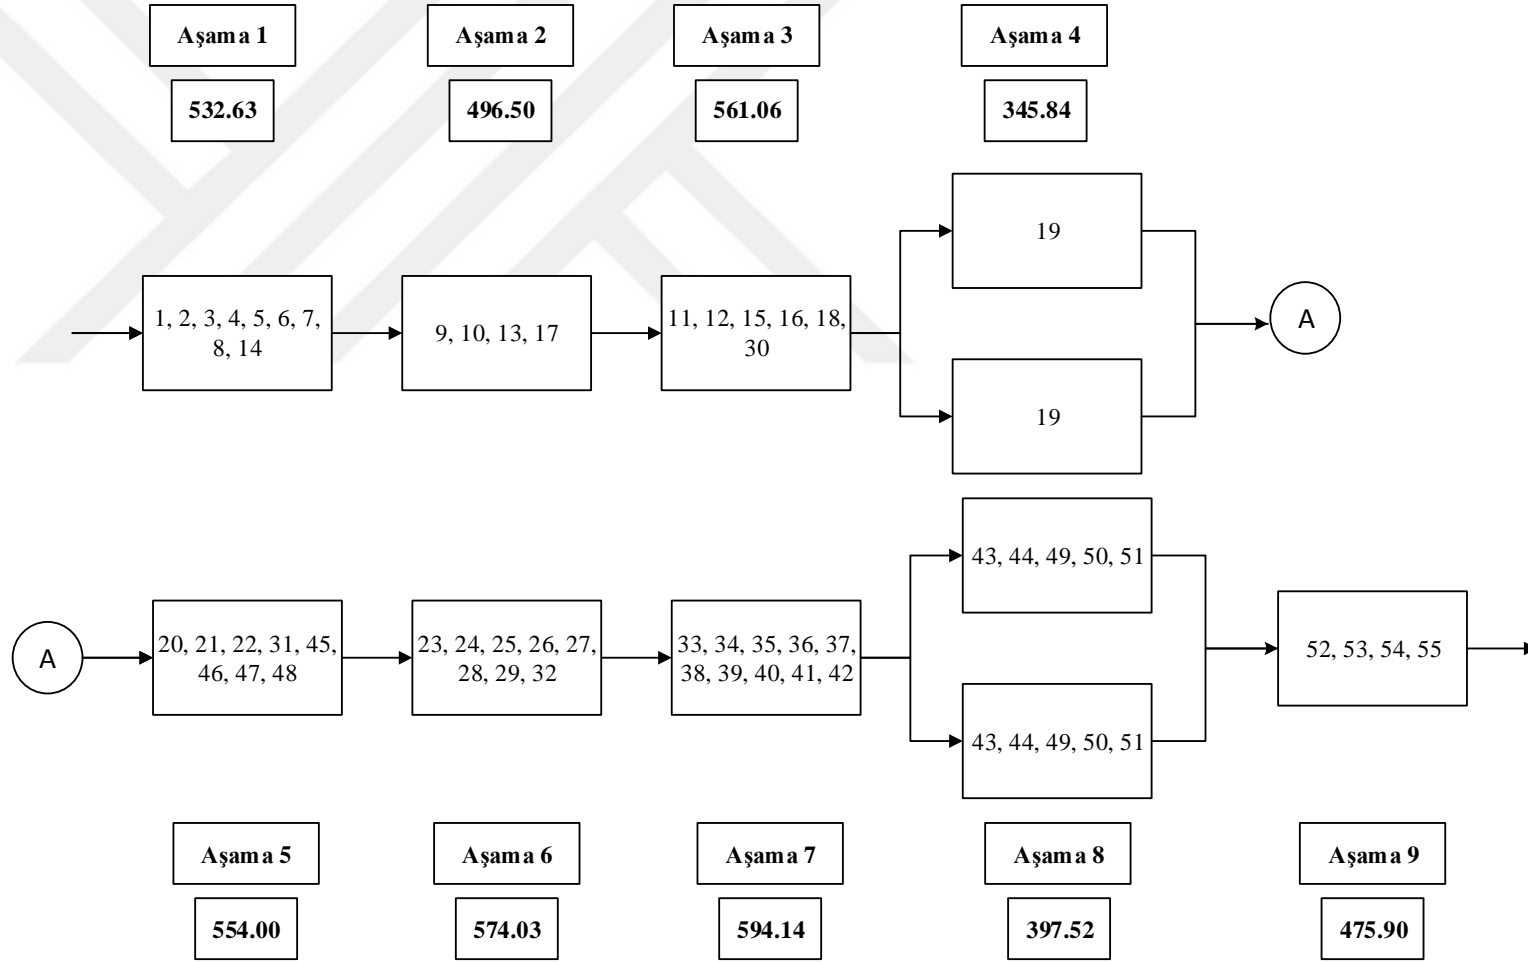 Aşama 1
Aşama 2
Aşama 3
Aşama 4
532.63
496.50
561.06
345.84
1, 2, 3, 4, 5, 6, 7,
8, 14
9, 10, 13, 17
11, 12, 15, 16, 18,
30
19
19
A
A
20, 21, 22, 31, 45,
46, 47, 48
23, 24, 25, 26, 27,
28, 29, 32
33, 34, 35, 36, 37,
38, 39, 40, 41, 42
43, 44, 49, 50, 51
43, 44, 49, 50, 51
52, 53, 54, 55
Aşama 5
Aşama 6
Aşama 7
Aşama 8
Aşama 9
554.00
574.03
594.14
397.52
475.90